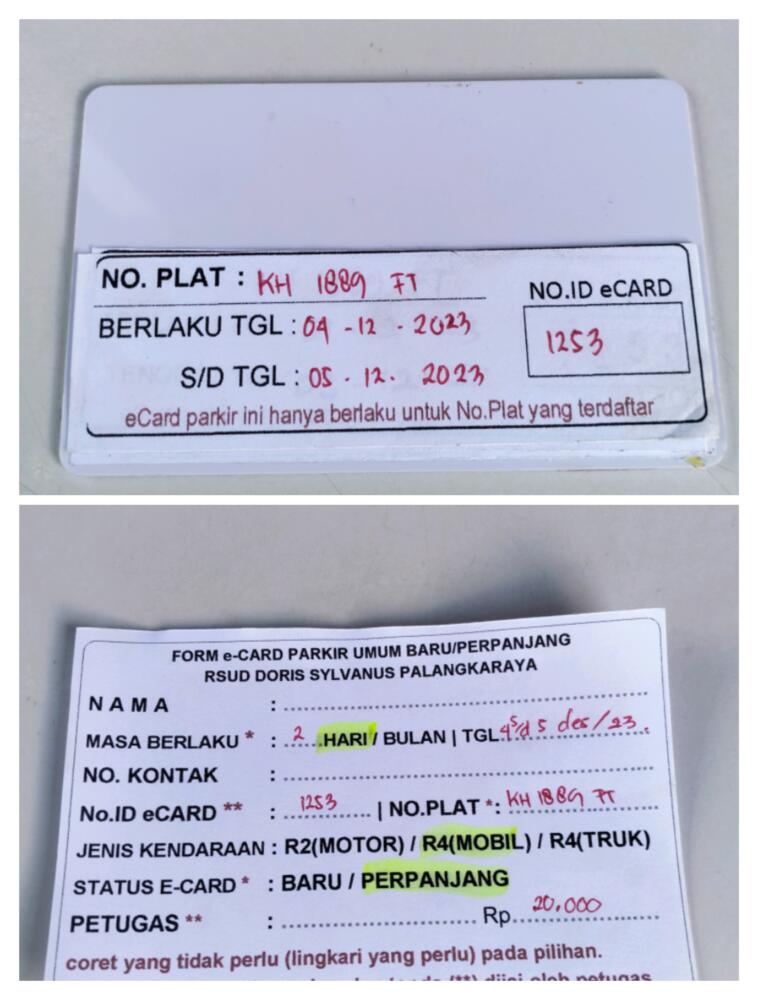 NO. PLAT : KH 1889 FT
NO.ID eCARD
BERLAKU TGL : 04 - 12 - 2023
1253
S/D TGL : 05 . 12 . 2023
eCard parkir ini hanya berlaku untuk No.Plat yang terdaftar
FORM e-CARD PARKIR UMUM BARU/PERPANJANG
RSUD DORIS SYLVANUS PALANGKARAYA
NAMA :
MASA BERLAKU * : 2 HARI / BULAN | TGL 4 s/d 5 des/23.
NO. KONTAK :
No.ID eCARD ** : 1253 | NO.PLAT *: KH 1889 FT
JENIS KENDARAAN : R2(MOTOR) / R4(MOBIL) / R4(TRUK)
STATUS E-CARD * : BARU / PERPANJANG
PETUGAS ** : Rp. 20.000
coret yang tidak perlu (lingkari yang perlu) pada pilihan.
(**) diisi oleh petugas